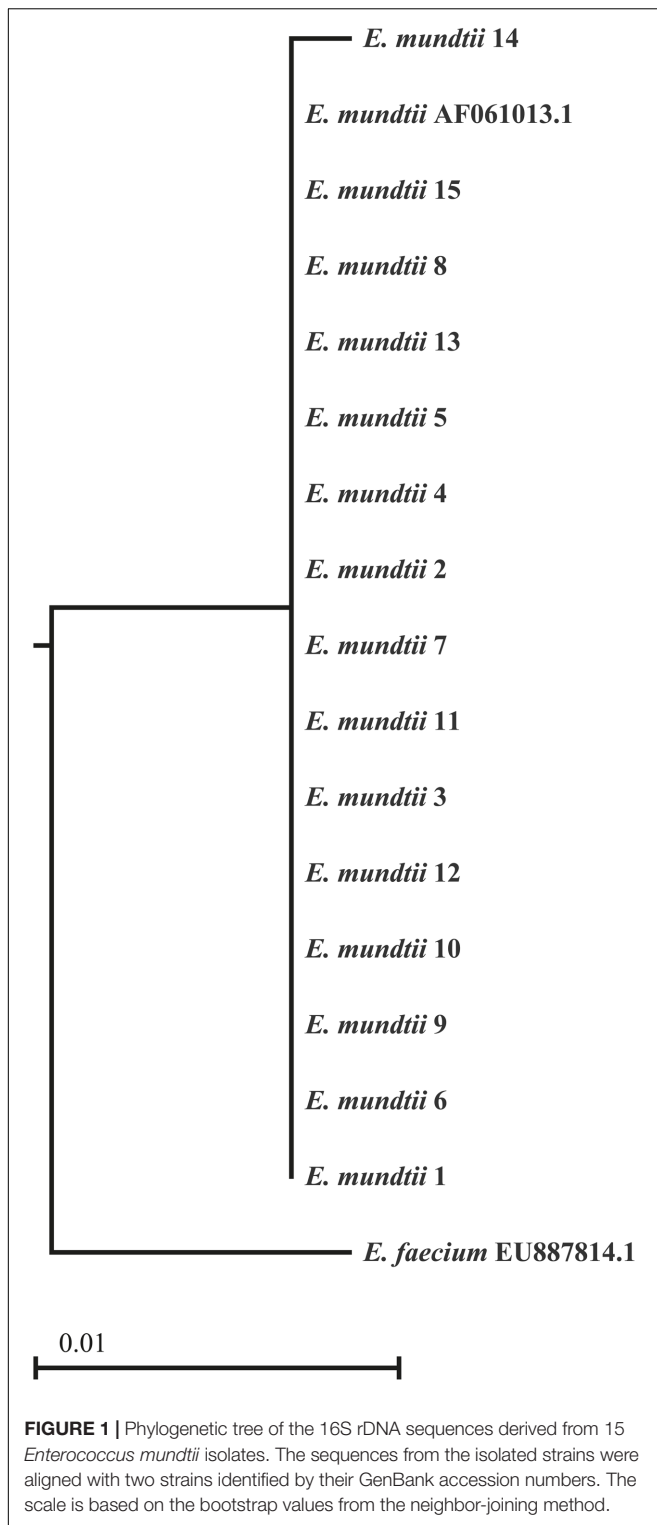 E. mundtii 14
E. mundtii AF061013.1
E. mundtii 15
E. mundtii 8
E. mundtii 13
E. mundtii 5
E. mundtii 4
E. mundtii 2
E. mundtii 7
E. mundtii 11
E. mundtii 3
E. mundtii 12
E. mundtii 10
E. mundtii 9
E. mundtii 6
E. mundtii 1
E. faecium EU887814.1
0.01
FIGURE 1 | Phylogenetic tree of the 16S rDNA sequences derived from 15
Enterococcus mundtii isolates. The sequences from the isolated strains were
aligned with two strains identified by their GenBank accession numbers. The
scale is based on the bootstrap values from the neighbor-joining method.